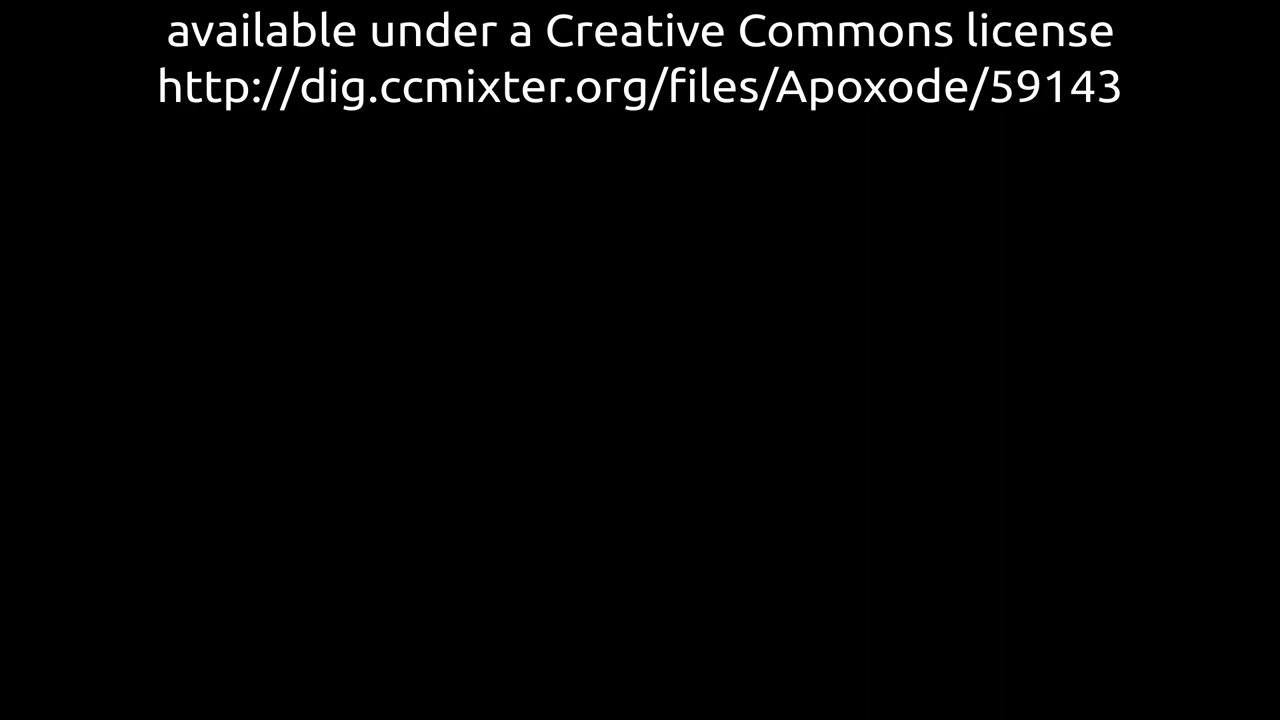 available under a Creative Commons license
http://dig.ccmixter.org/files/Apoxode/59143